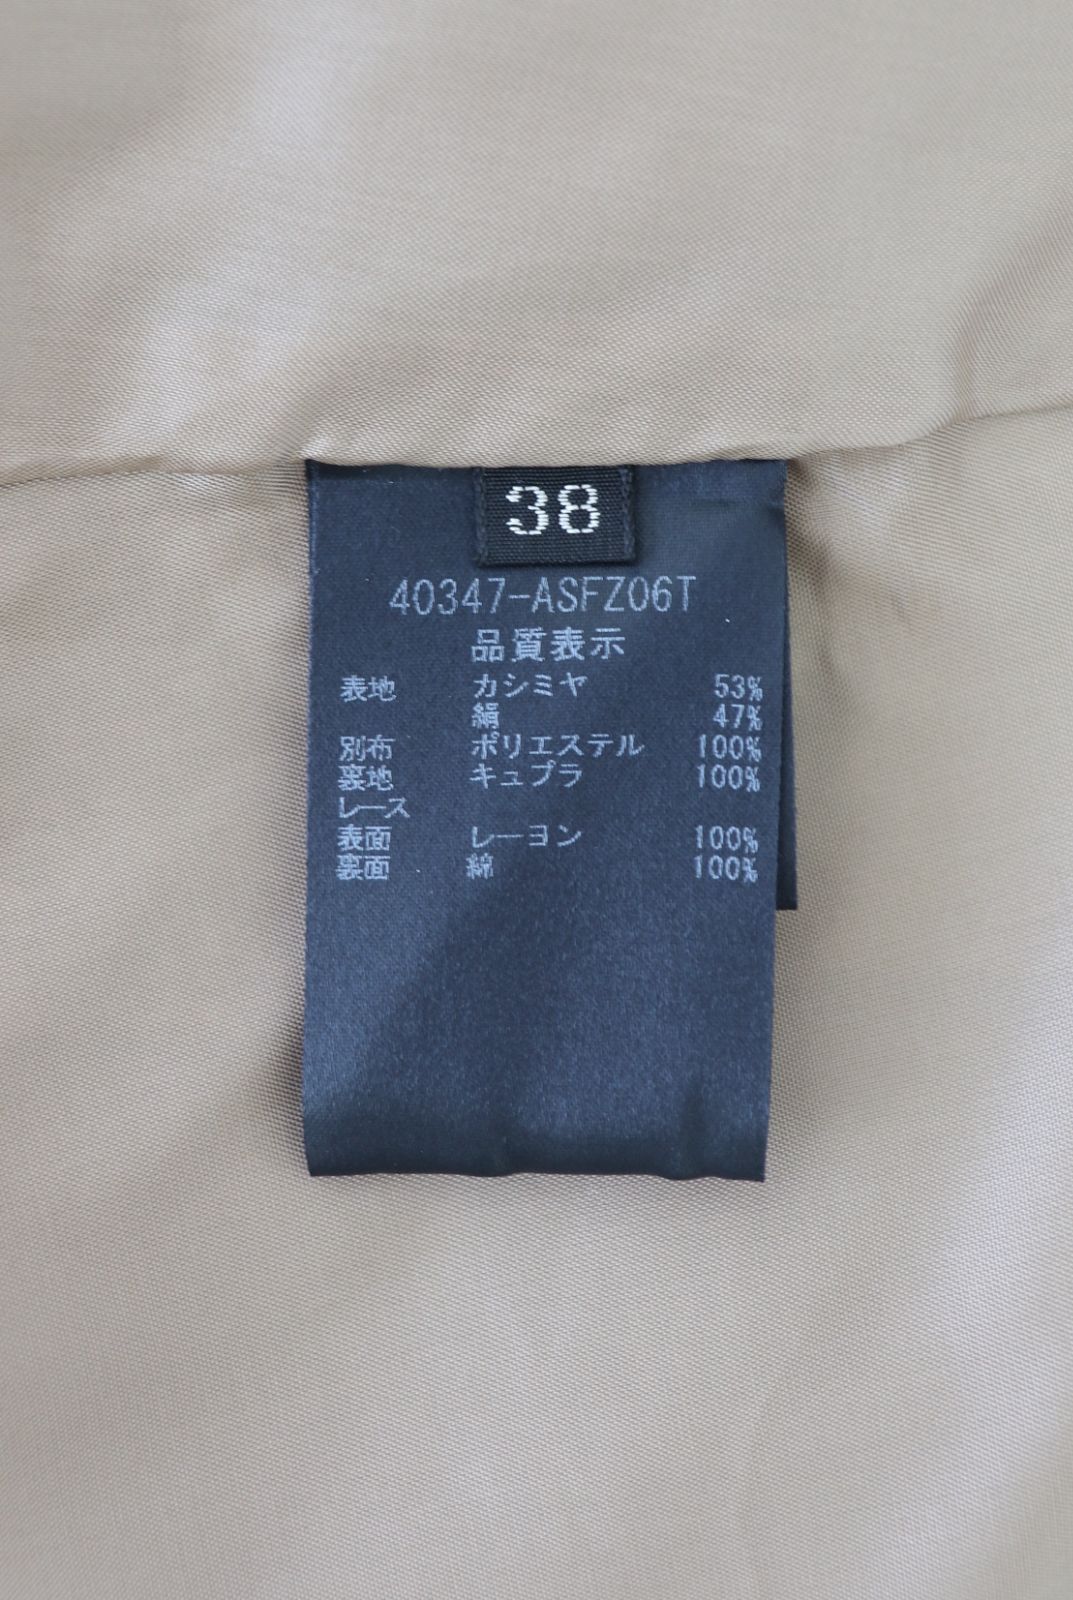 38
40347-ASFZ06T
品質表示
表地 カシミヤ 53%
絹 47%
別布 ポリエステル 100%
裏地 キュプラ 100%
レース
表面 レーヨン 100%
裏面 綿 100%